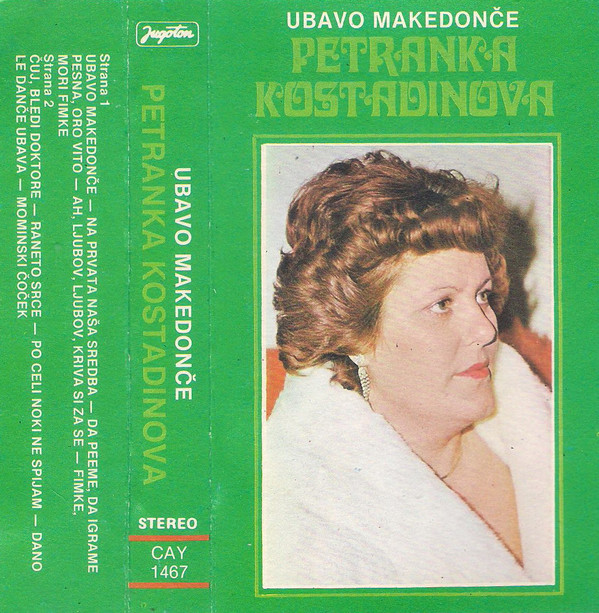 UBAVO MAKEDONČE
PETRANKA
KOSTADINOVA
Jugoton
UBAVO MAKEDONČE
PETRANKA KOSTADINOVA
STEREO
CAY
1467
Strana 1
UBAVO MAKEDONČE — NA PRVATA NAŠA SREDBA — DA PEEME, DA IGRAME
PESNA, ORO VITO — AH, LJUBOV, LJUBOV, KRIVA SI ZA SE — FIMKE,
MORI FIMKE
Strana 2
ČUJ, BLEDI DOKTORE — RANETO SRCE — PO CELI NOKI NE SPIJAM — DANO
LE DANČE UBAVA — MOMINSKI ČOČEK